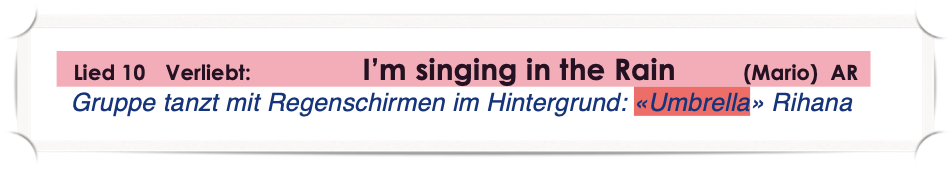 Lied 10 Verliebt: I'm singing in the Rain (Mario) AR
Gruppe tanzt mit Regenschirmen im Hintergrund: «Umbrella» Rihana